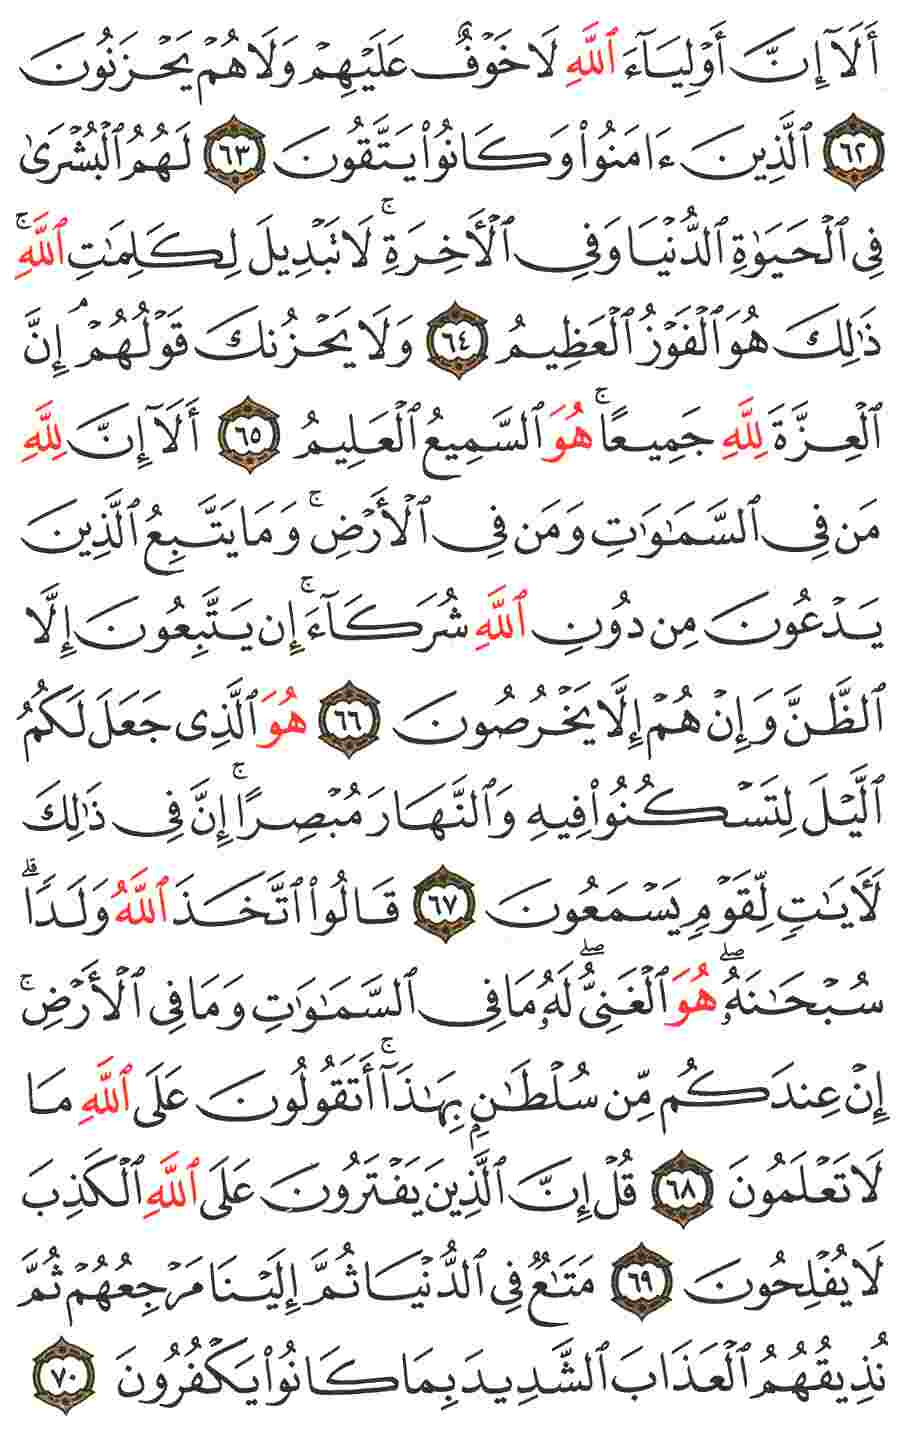 أَلَآ إِنَّ أَوْلِيَآءَ ٱللَّهِ لَا خَوْفٌ عَلَيْهِمْ وَلَا هُمْ يَحْزَنُونَ
٦٢ ٱلَّذِينَ ءَامَنُوا۟ وَكَانُوا۟ يَتَّقُونَ ٦٣ لَهُمُ ٱلْبُشْرَىٰ
فِى ٱلْحَيَوٰةِ ٱلدُّنْيَا وَفِى ٱلْأَخِرَةِ ۚ لَا تَبْدِيلَ لِكَلِمَٰتِ ٱللَّهِ ۚ
ذَٰلِكَ هُوَ ٱلْفَوْزُ ٱلْعَظِيمُ ٦٤ وَلَا يَحْزُنكَ قَوْلُهُمْ ۘ إِنَّ
ٱلْعِزَّةَ لِلَّهِ جَمِيعًا ۚ هُوَ ٱلسَّمِيعُ ٱلْعَلِيمُ ٦٥ أَلَآ إِنَّ لِلَّهِ
مَن فِى ٱلسَّمَٰوَٰتِ وَمَن فِى ٱلْأَرْضِ ۗ وَمَا يَتَّبِعُ ٱلَّذِينَ
يَدْعُونَ مِن دُونِ ٱللَّهِ شُرَكَآءَ ۚ إِن يَتَّبِعُونَ إِلَّا
ٱلظَّنَّ وَإِنْ هُمْ إِلَّا يَخْرُصُونَ ٦٦ هُوَ ٱلَّذِى جَعَلَ لَكُمُ
ٱلَّيْلَ لِتَسْكُنُوا۟ فِيهِ وَٱلنَّهَارَ مُبْصِرًا ۚ إِنَّ فِى ذَٰلِكَ
لَأَيَٰتٍ لِّقَوْمٍ يَسْمَعُونَ ٦٧ قَالُوا۟ ٱتَّخَذَ ٱللَّهُ وَلَدًا ۗ
سُبْحَٰنَهُۥ ۖ هُوَ ٱلْغَنِىُّ ۖ لَهُۥ مَا فِى ٱلسَّمَٰوَٰتِ وَمَا فِى ٱلْأَرْضِ ۚ
إِنْ عِندَكُم مِّن سُلْطَٰنٍۭ بِهَٰذَآ ۚ أَتَقُولُونَ عَلَى ٱللَّهِ مَا
لَا تَعْلَمُونَ ٦٨ قُلْ إِنَّ ٱلَّذِينَ يَفْتَرُونَ عَلَى ٱللَّهِ ٱلْكَذِبَ
لَا يُفْلِحُونَ ٦٩ مَتَٰعٌ فِى ٱلدُّنْيَا ثُمَّ إِلَيْنَا مَرْجِعُهُمْ ثُمَّ
نُذِيقُهُمُ ٱلْعَذَابَ ٱلشَّدِيدَ بِمَا كَانُوا۟ يَكْفُرُونَ ٧٠